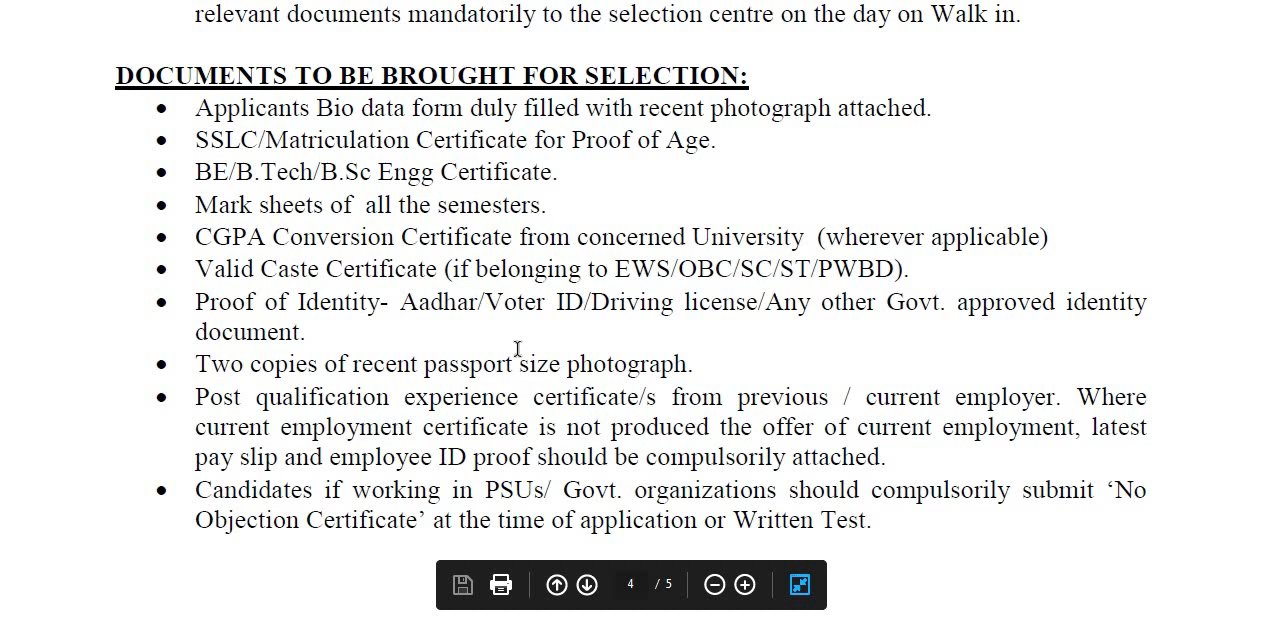 relevant documents mandatorily to the selection centre on the day on Walk in.
DOCUMENTS TO BE BROUGHT FOR SELECTION:
• Applicants Bio data form duly filled with recent photograph attached.
• SSLC/Matriculation Certificate for Proof of Age.
• BE/B.Tech/B.Sc Engg Certificate.
• Mark sheets of all the semesters.
• CGPA Conversion Certificate from concerned University (wherever applicable)
• Valid Caste Certificate (if belonging to EWS/OBC/SC/ST/PWBD).
• Proof of Identity- Aadhar/Voter ID/Driving license/Any other Govt. approved identity
document.
• Two copies of recent passport size photograph.
• Post qualification experience certificate/s from previous / current employer. Where
current employment certificate is not produced the offer of current employment, latest
pay slip and employee ID proof should be compulsorily attached.
• Candidates if working in PSUs/ Govt. organizations should compulsorily submit ‘No
Objection Certificate’ at the time of application or Written Test.
4 / 5